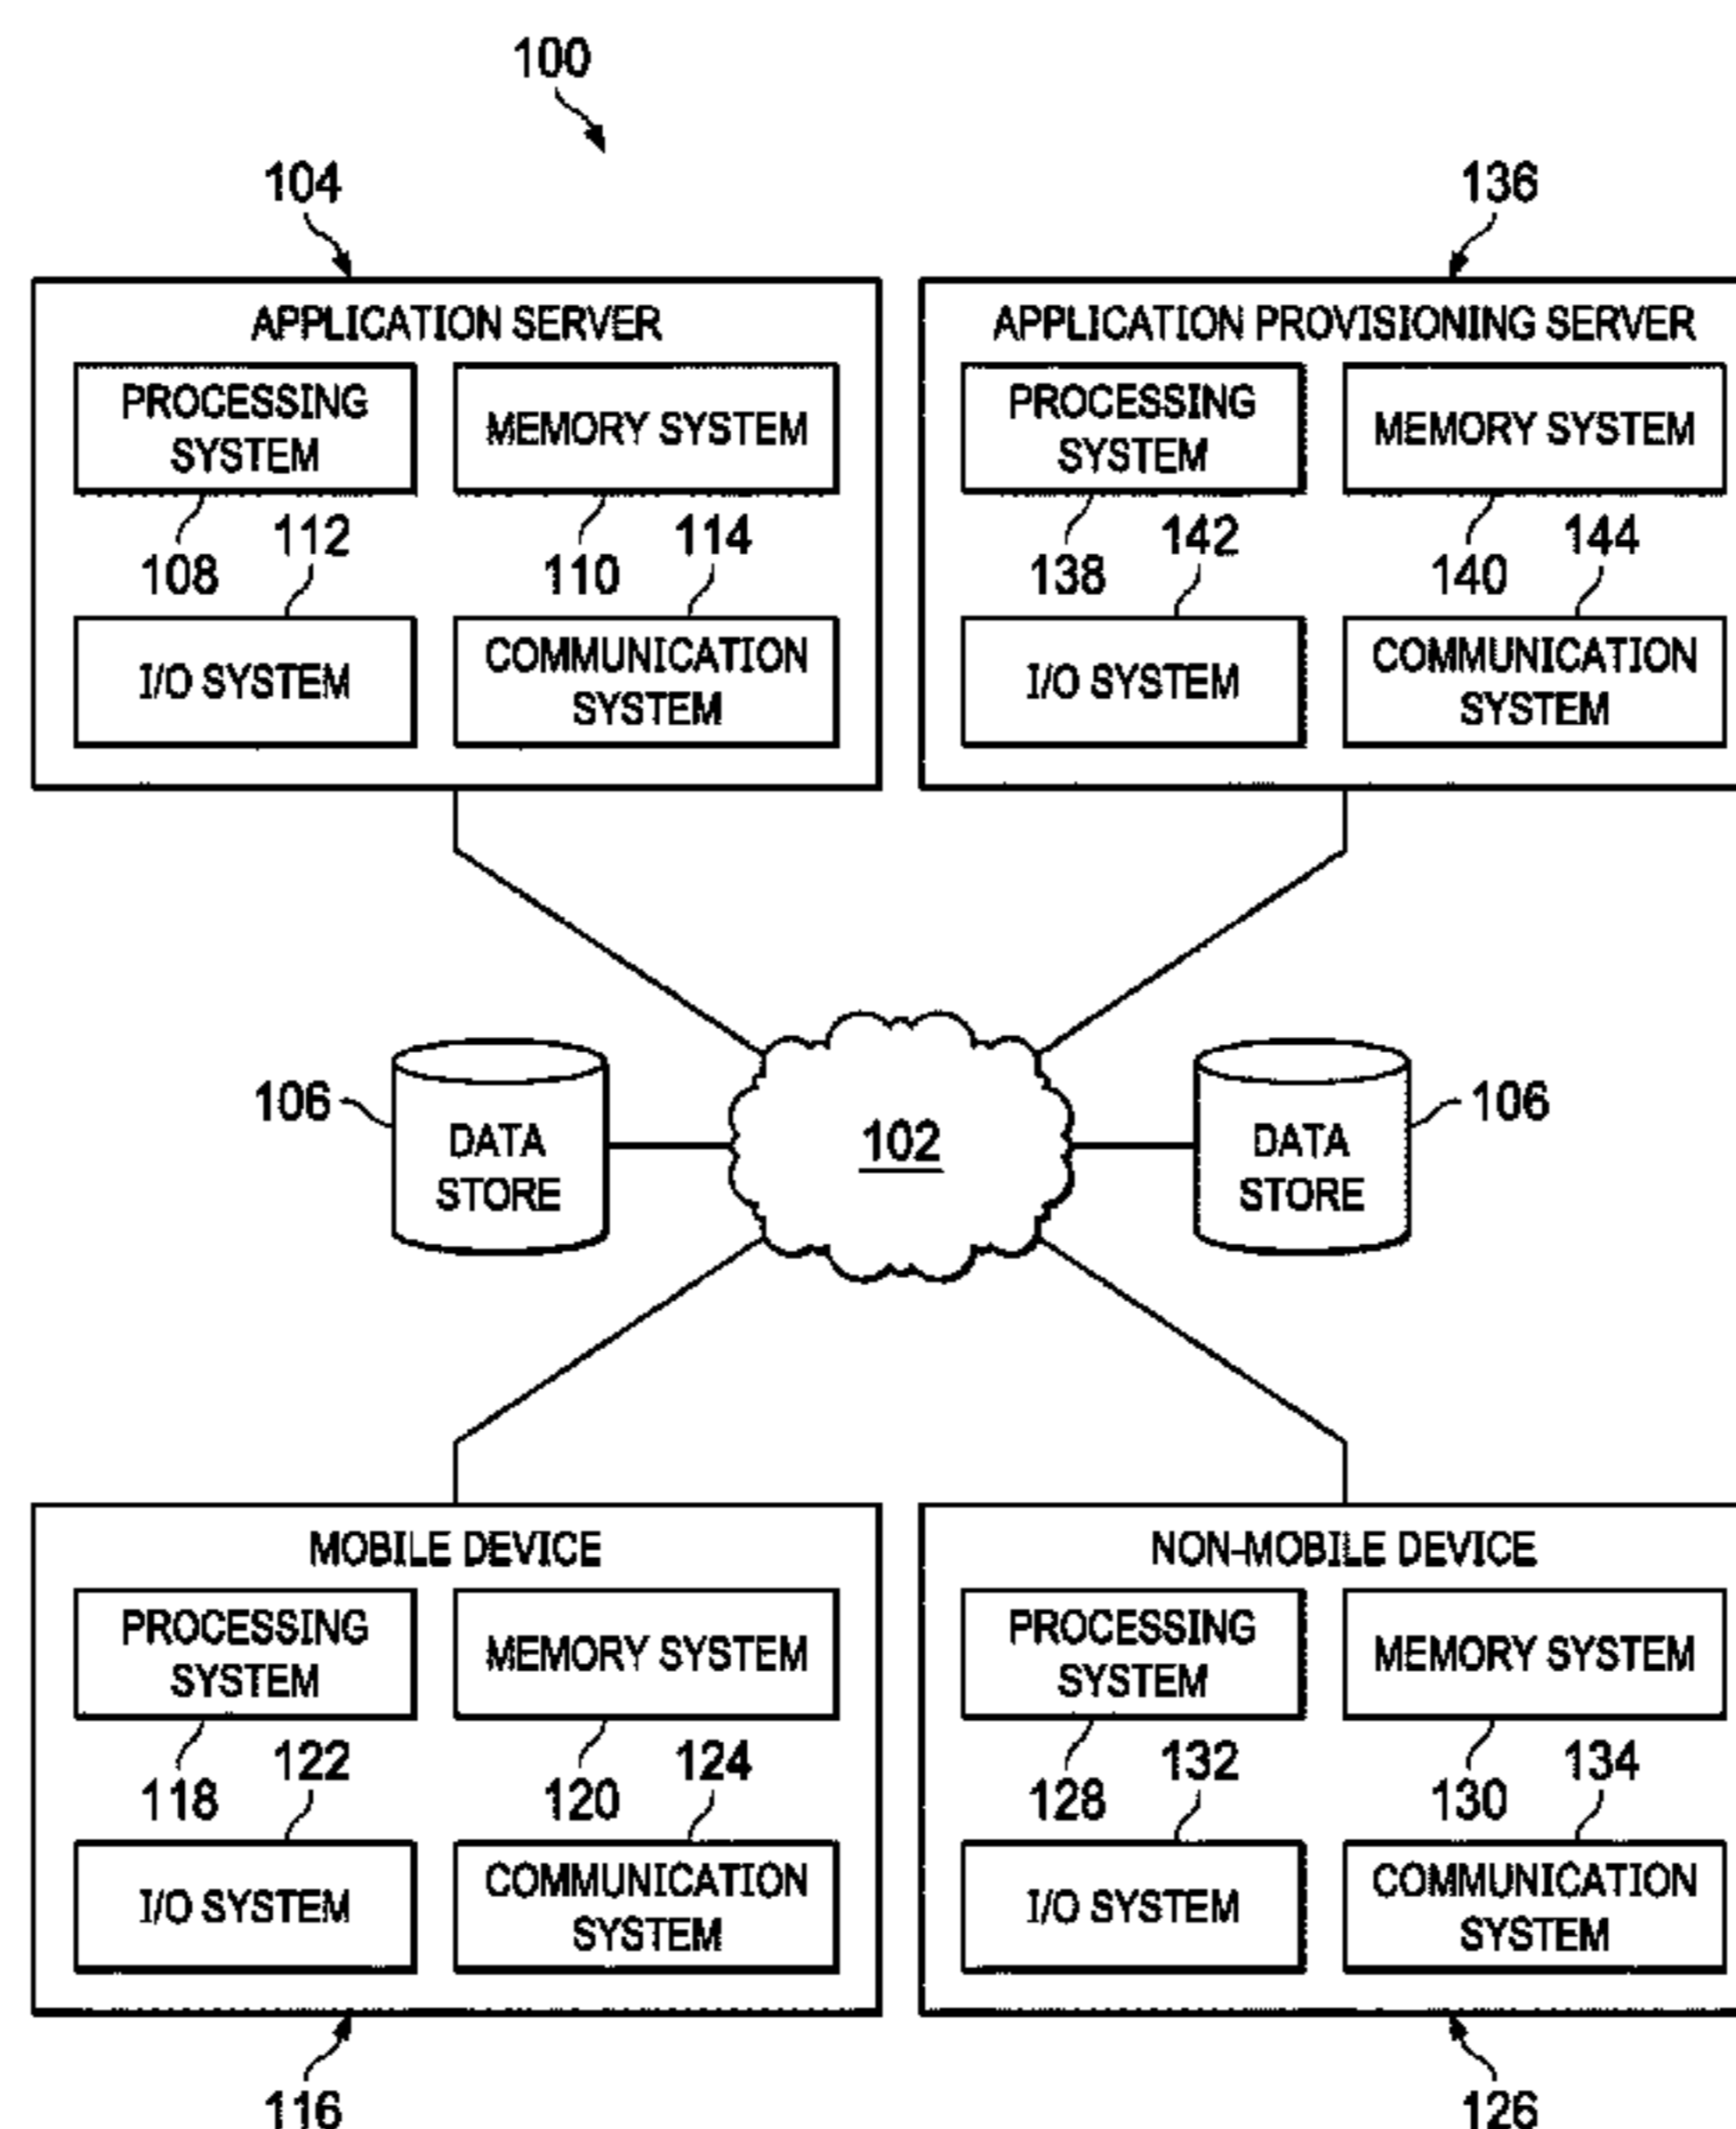 100
104
136
APPLICATION SERVER
PROCESSING
SYSTEM
MEMORY SYSTEM
108
112
110
114
I/O SYSTEM
COMMUNICATION
SYSTEM
APPLICATION PROVISIONING SERVER
PROCESSING
SYSTEM
MEMORY SYSTEM
138
142
140
144
I/O SYSTEM
COMMUNICATION
SYSTEM
106
DATA
STORE
102
DATA
STORE
106
MOBILE DEVICE
PROCESSING
SYSTEM
MEMORY SYSTEM
118
122
120
124
I/O SYSTEM
COMMUNICATION
SYSTEM
NON-MOBILE DEVICE
PROCESSING
SYSTEM
MEMORY SYSTEM
128
132
130
134
I/O SYSTEM
COMMUNICATION
SYSTEM
116
126